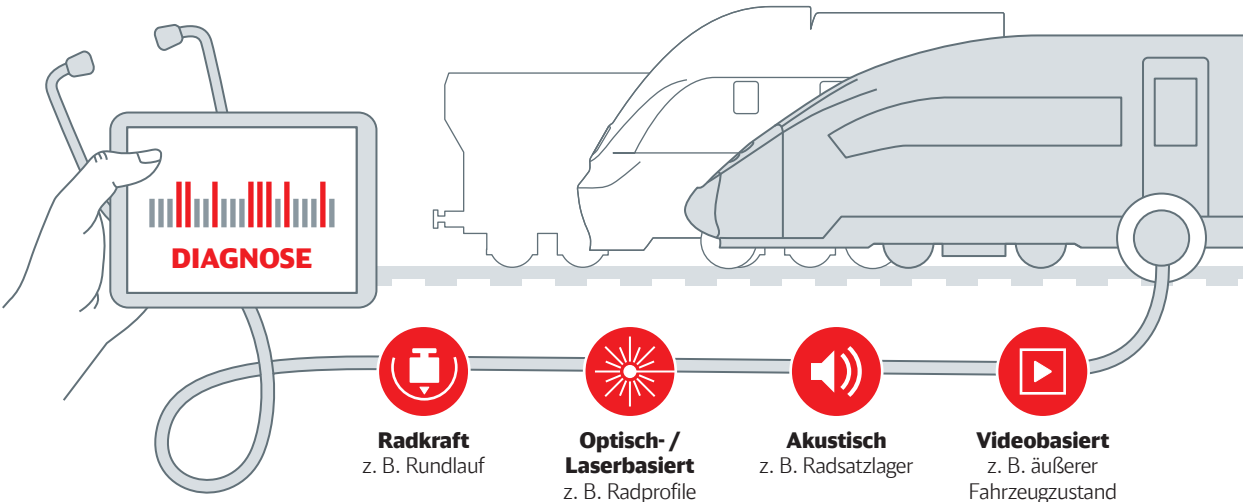 DIAGNOSE
Radkraft
z. B. Rundlauf
Optisch- /
Laserbasiert
z. B. Radprofile
Akustisch
z. B. Radsatzlager
Videobasiert
z. B. äußerer
Fahrzeugzustand